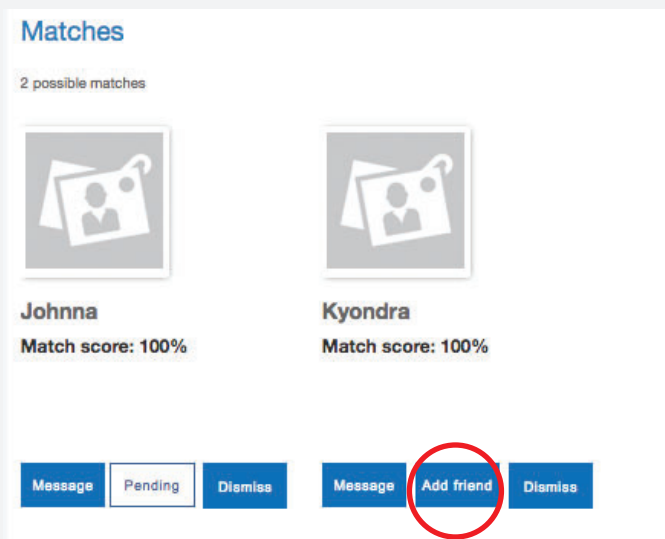 Matches
2 possible matches
Johnna
Match score: 100%
Message Pending Dismiss
Kyondra
Match score: 100%
Message Add friend Dismiss